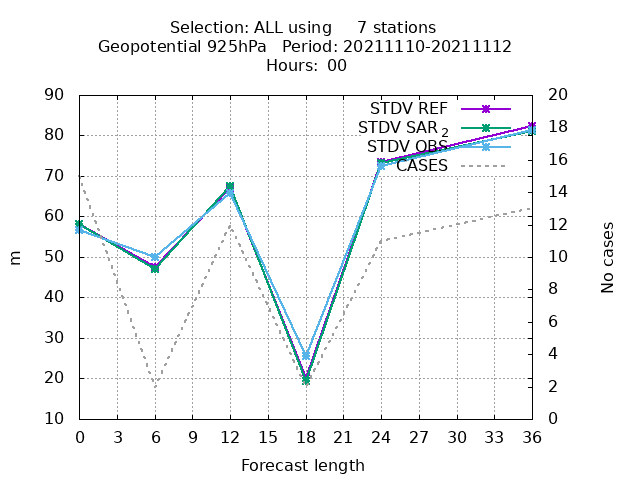 Selection: ALL using     7 stations
Geopotential 925hPa   Period: 20211110-20211112
Hours: 00
90
80
70
60
50
40
30
20
10
m
20
18
16
14
12
10
8
6
4
2
0
No cases
STDV REF
STDV SAR₂
STDV OBS
CASES
0 3 6 9 12 15 18 21 24 27 30 33 36
Forecast length